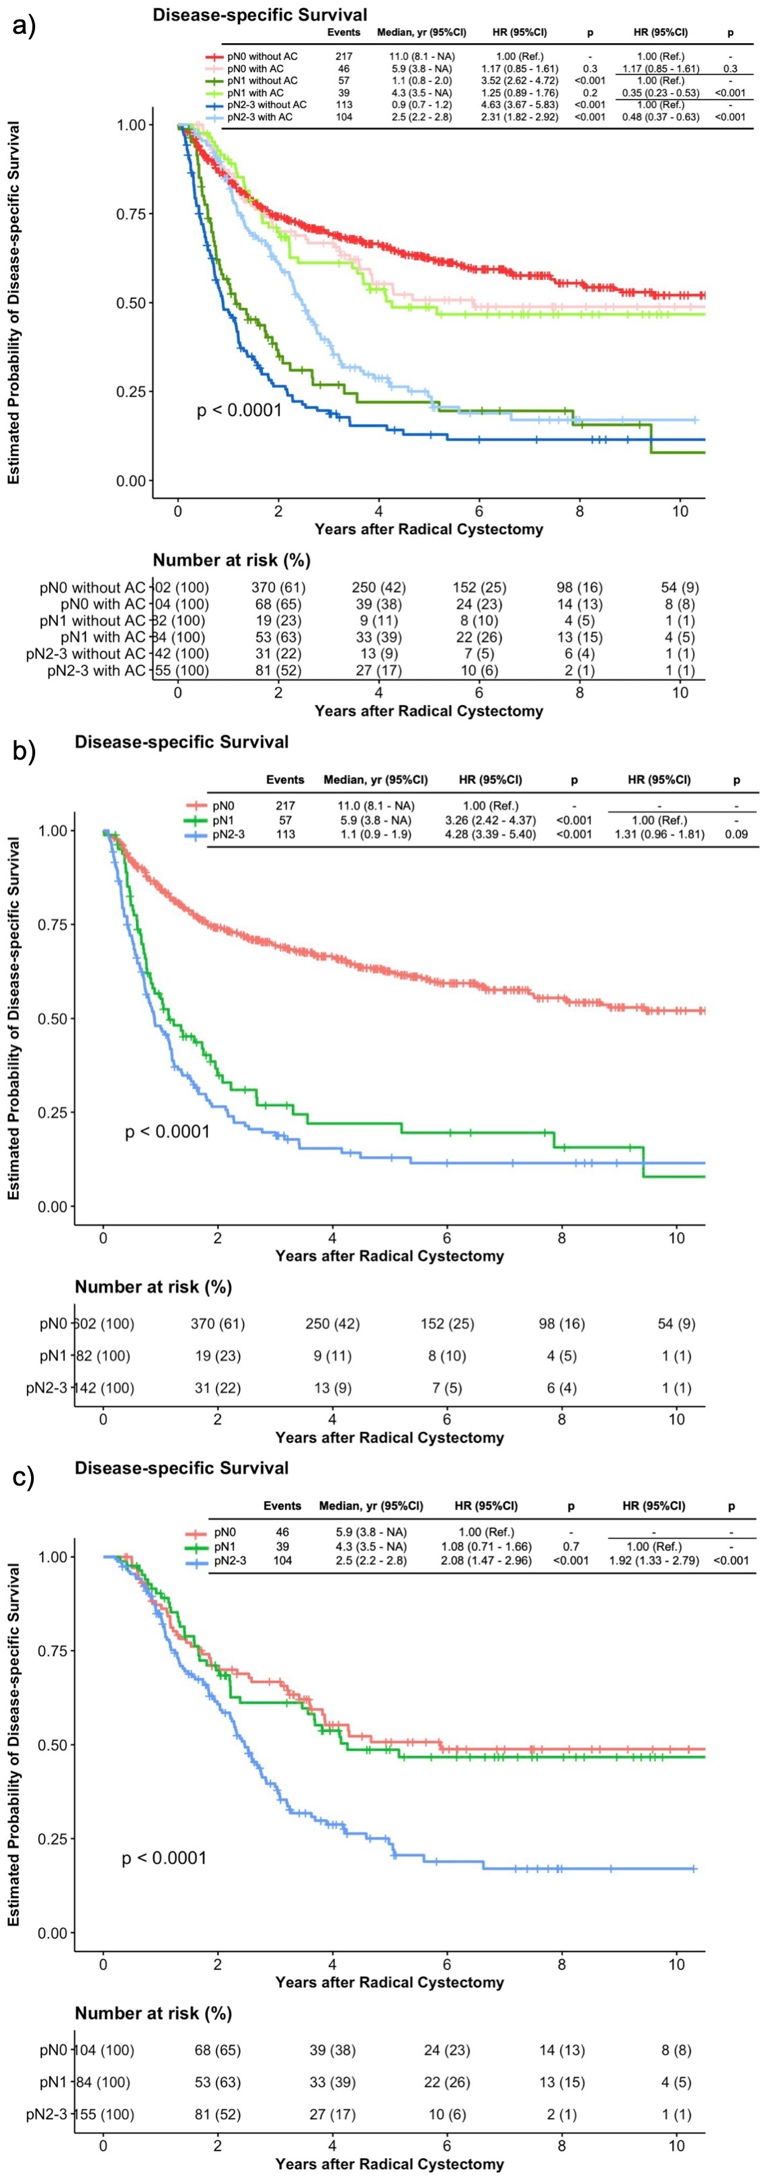 a)
Disease-specific Survival
Events Median, yr (95%CI) HR (95%CI) p HR (95%CI) p
pN0 without AC 217 11.0 (8.1 - NA) 1.00 (Ref.) - 1.00 (Ref.) -
pN0 with AC 46 5.9 (3.8 - NA) 1.17 (0.85 - 1.61) 0.3 1.17 (0.85 - 1.61) 0.3
pN1 without AC 57 1.1 (0.8 - 2.0) 3.52 (2.62 - 4.72) <0.001 1.00 (Ref.) -
pN1 with AC 39 4.3 (3.5 - NA) 1.25 (0.89 - 1.76) 0.2 0.35 (0.23 - 0.53) <0.001
pN2-3 without AC 113 0.9 (0.7 - 1.2) 4.63 (3.67 - 5.83) <0.001 1.00 (Ref.) -
pN2-3 with AC 104 2.5 (2.2 - 2.8) 2.31 (1.82 - 2.92) <0.001 0.48 (0.37 - 0.63) <0.001
Estimated Probability of Disease-specific Survival
1.00
0.75
0.50
0.25
0.00
p < 0.0001
0 2 4 6 8 10
Years after Radical Cystectomy
Number at risk (%)
pN0 without AC 02 (100) 370 (61) 250 (42) 152 (25) 98 (16) 54 (9)
pN0 with AC 04 (100) 68 (65) 39 (38) 24 (23) 14 (13) 8 (8)
pN1 without AC 82 (100) 19 (23) 9 (11) 8 (10) 4 (5) 1 (1)
pN1 with AC 84 (100) 53 (63) 33 (39) 22 (26) 13 (15) 4 (5)
pN2-3 without AC 42 (100) 31 (22) 13 (9) 7 (5) 6 (4) 1 (1)
pN2-3 with AC 55 (100) 81 (52) 27 (17) 10 (6) 2 (1) 1 (1)
0 2 4 6 8 10
Years after Radical Cystectomy
b)
Disease-specific Survival
Events Median, yr (95%CI) HR (95%CI) p HR (95%CI) p
pN0 217 11.0 (8.1 - NA) 1.00 (Ref.) - - -
pN1 57 5.9 (3.8 - NA) 3.26 (2.42 - 4.37) <0.001 1.00 (Ref.) -
pN2-3 113 1.1 (0.9 - 1.9) 4.28 (3.39 - 5.40) <0.001 1.31 (0.96 - 1.81) 0.09
Estimated Probability of Disease-specific Survival
1.00
0.75
0.50
0.25
0.00
p < 0.0001
0 2 4 6 8 10
Years after Radical Cystectomy
Number at risk (%)
pN0 602 (100) 370 (61) 250 (42) 152 (25) 98 (16) 54 (9)
pN1 82 (100) 19 (23) 9 (11) 8 (10) 4 (5) 1 (1)
pN2-3 142 (100) 31 (22) 13 (9) 7 (5) 6 (4) 1 (1)
0 2 4 6 8 10
Years after Radical Cystectomy
c)
Disease-specific Survival
Events Median, yr (95%CI) HR (95%CI) p HR (95%CI) p
pN0 46 5.9 (3.8 - NA) 1.00 (Ref.) - - -
pN1 39 4.3 (3.5 - NA) 1.08 (0.71 - 1.66) 0.7 1.00 (Ref.) -
pN2-3 104 2.5 (2.2 - 2.8) 2.08 (1.47 - 2.96) <0.001 1.92 (1.33 - 2.79) <0.001
Estimated Probability of Disease-specific Survival
1.00
0.75
0.50
0.25
0.00
p < 0.0001
0 2 4 6 8 10
Years after Radical Cystectomy
Number at risk (%)
pN0 104 (100) 68 (65) 39 (38) 24 (23) 14 (13) 8 (8)
pN1 84 (100) 53 (63) 33 (39) 22 (26) 13 (15) 4 (5)
pN2-3 155 (100) 81 (52) 27 (17) 10 (6) 2 (1) 1 (1)
0 2 4 6 8 10
Years after Radical Cystectomy